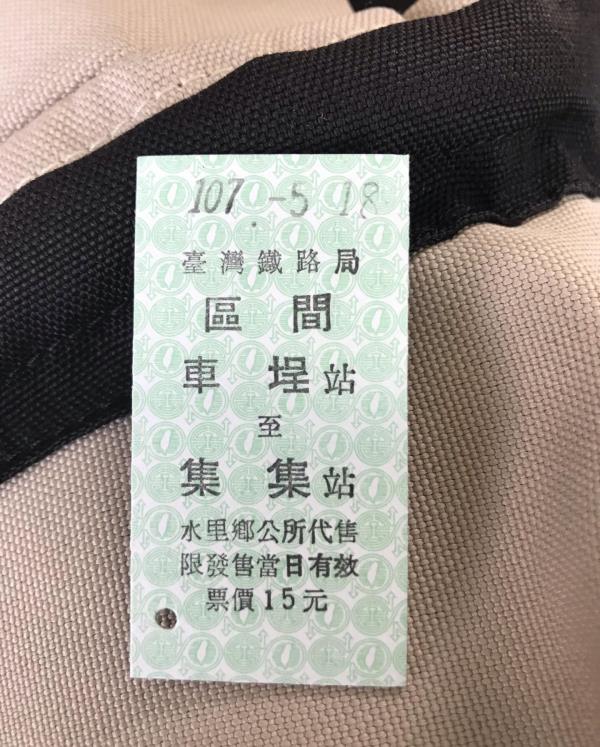 107.-5 18
臺灣鐵路局
區間
車埕站
至
集集站
水里鄉公所代售
限發售當日有效
票價15元